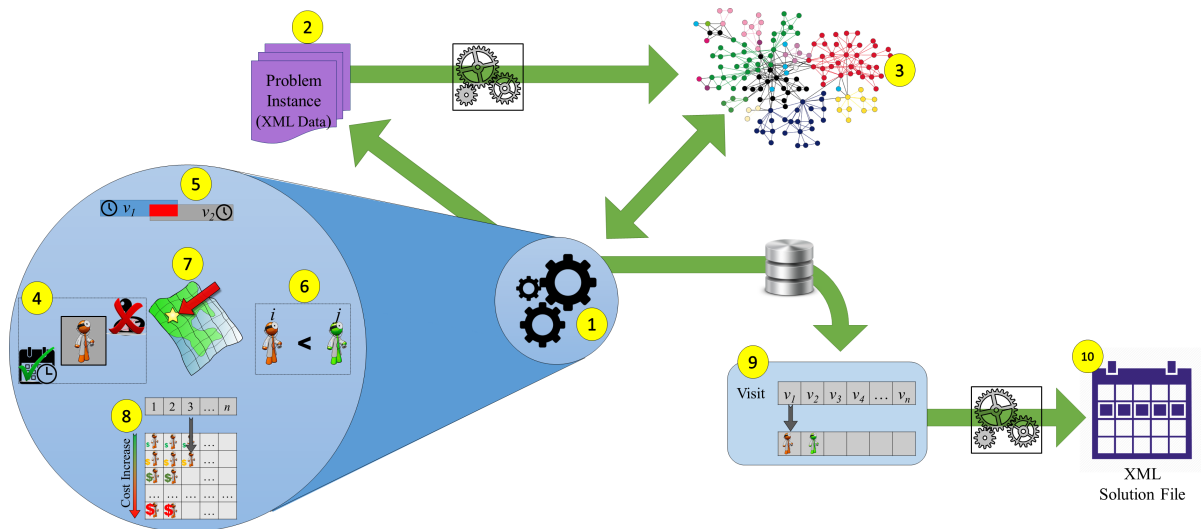 2
Problem
Instance
(XML Data)
3
5
v1
v2
7
4
6
i
j
<
1
8
1 2 3 … n
Cost Increase
$ $ $ …
$ $ $ …
$ $ …
… … … … …
$ $ …
9
Visit
v1 v2 v3 v4 … vn
10
XML
Solution File